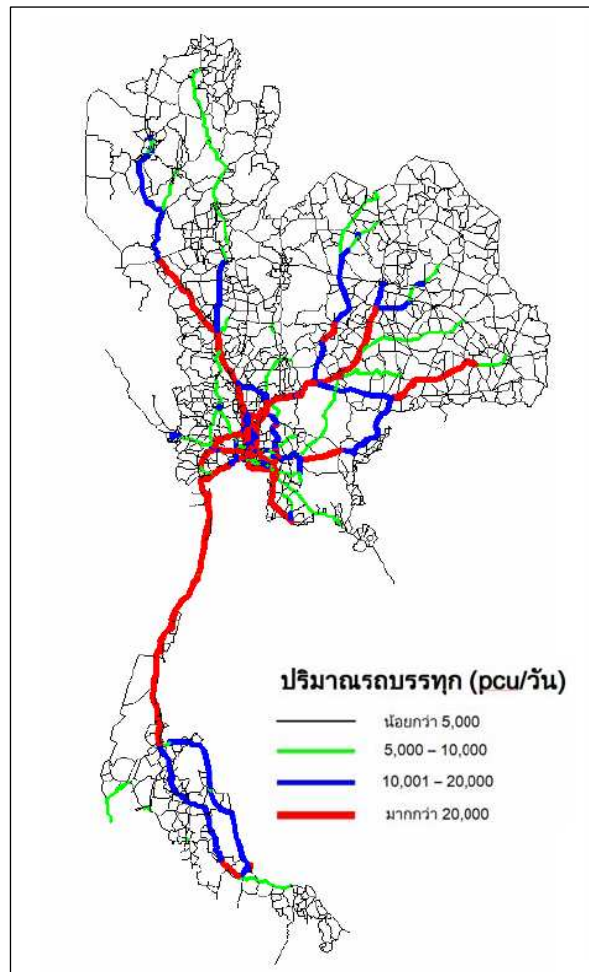 ปริมาณรถบรรทุก (pcu/วัน)
น้อยกว่า 5,000
5,000 – 10,000
10,001 – 20,000
มากกว่า 20,000